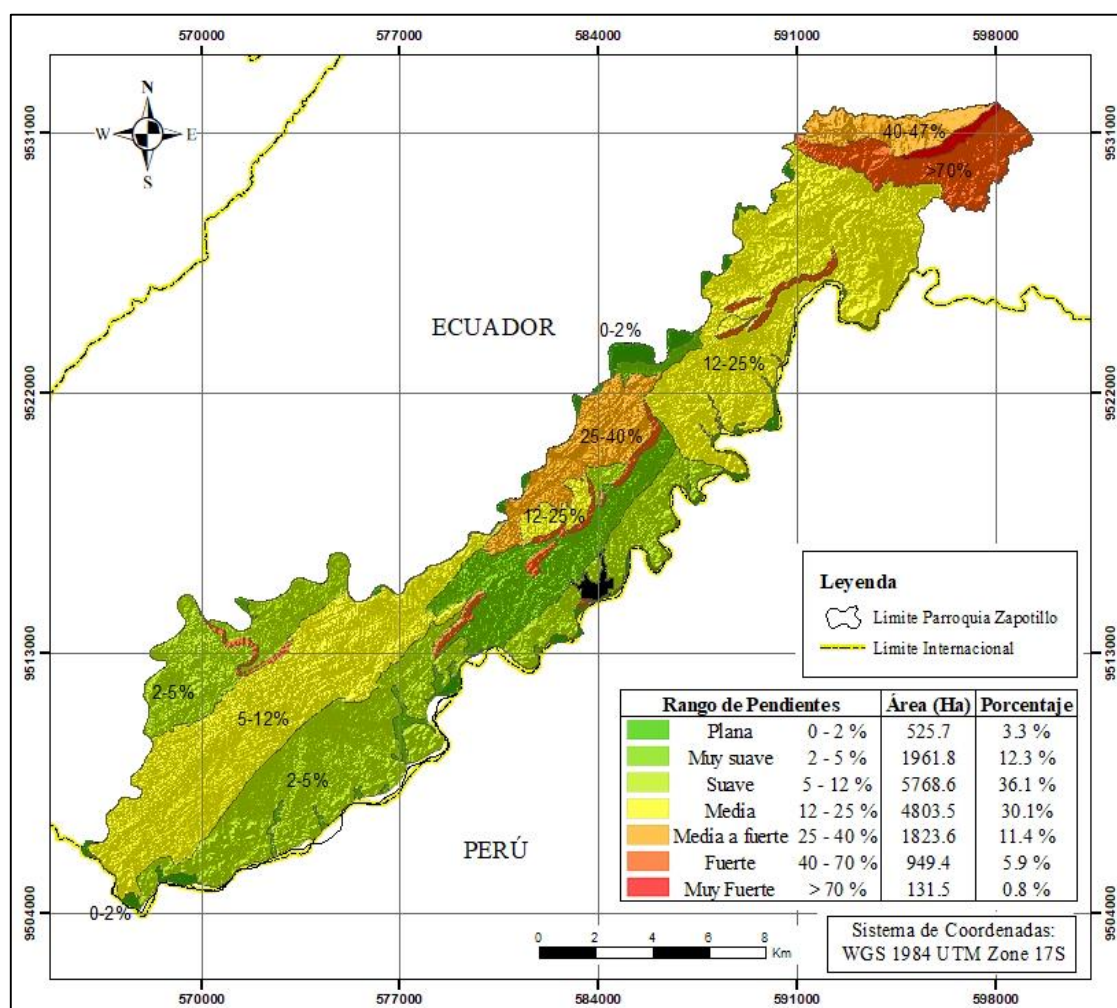 570000 577000 584000 591000 598000
N
W E
S
9531000 9531000
40-47%
>70%
ECUADOR
0-2%
12-25%
9522000 9522000
25-40%
12-25%
Leyenda
Límite Parroquia Zapotillo
Límite Internacional
9513000 9513000
2-5%
5-12%
2-5%
Rango de Pendientes Área (Ha) Porcentaje
Plana 0 - 2 % 525.7 3.3 %
Muy suave 2 - 5 % 1961.8 12.3 %
Suave 5 - 12 % 5768.6 36.1 %
Media 12 - 25 % 4803.5 30.1%
Media a fuerte 25 - 40 % 1823.6 11.4 %
Fuerte 40 - 70 % 949.4 5.9 %
Muy Fuerte > 70 % 131.5 0.8 %
PERÚ
0-2%
9504000 9504000
0 2 4 6 8
Km
Sistema de Coordenadas:
WGS 1984 UTM Zone 17S
570000 577000 584000 591000 598000